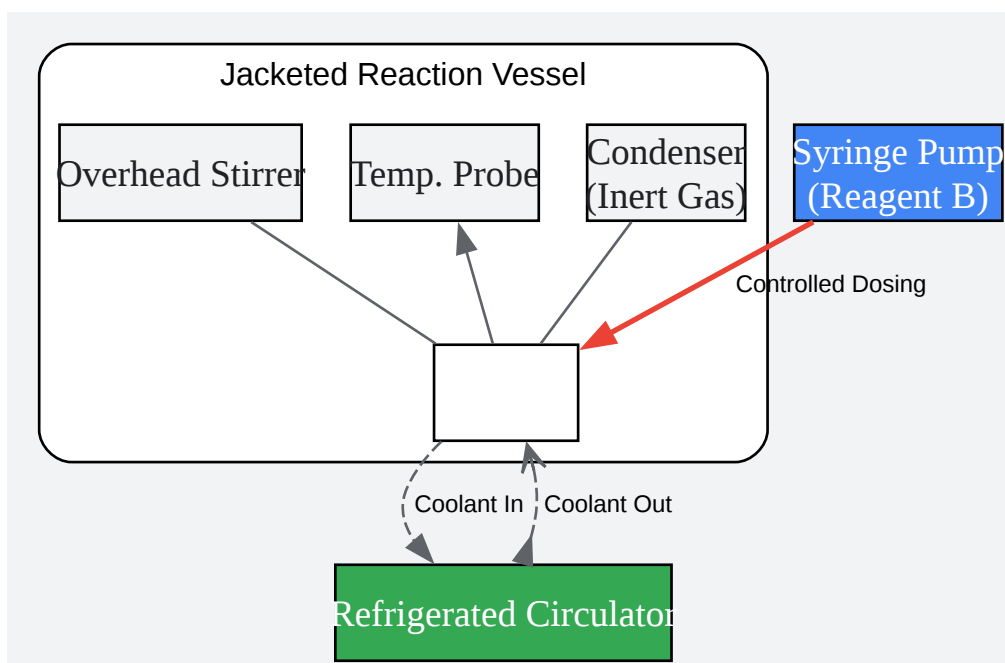 Jacketed Reaction Vessel
Overhead Stirrer
Temp. Probe
Condenser
(Inert Gas)
Syringe Pump
(Reagent B)
Controlled Dosing
Coolant In
Coolant Out
Refrigerated Circulator